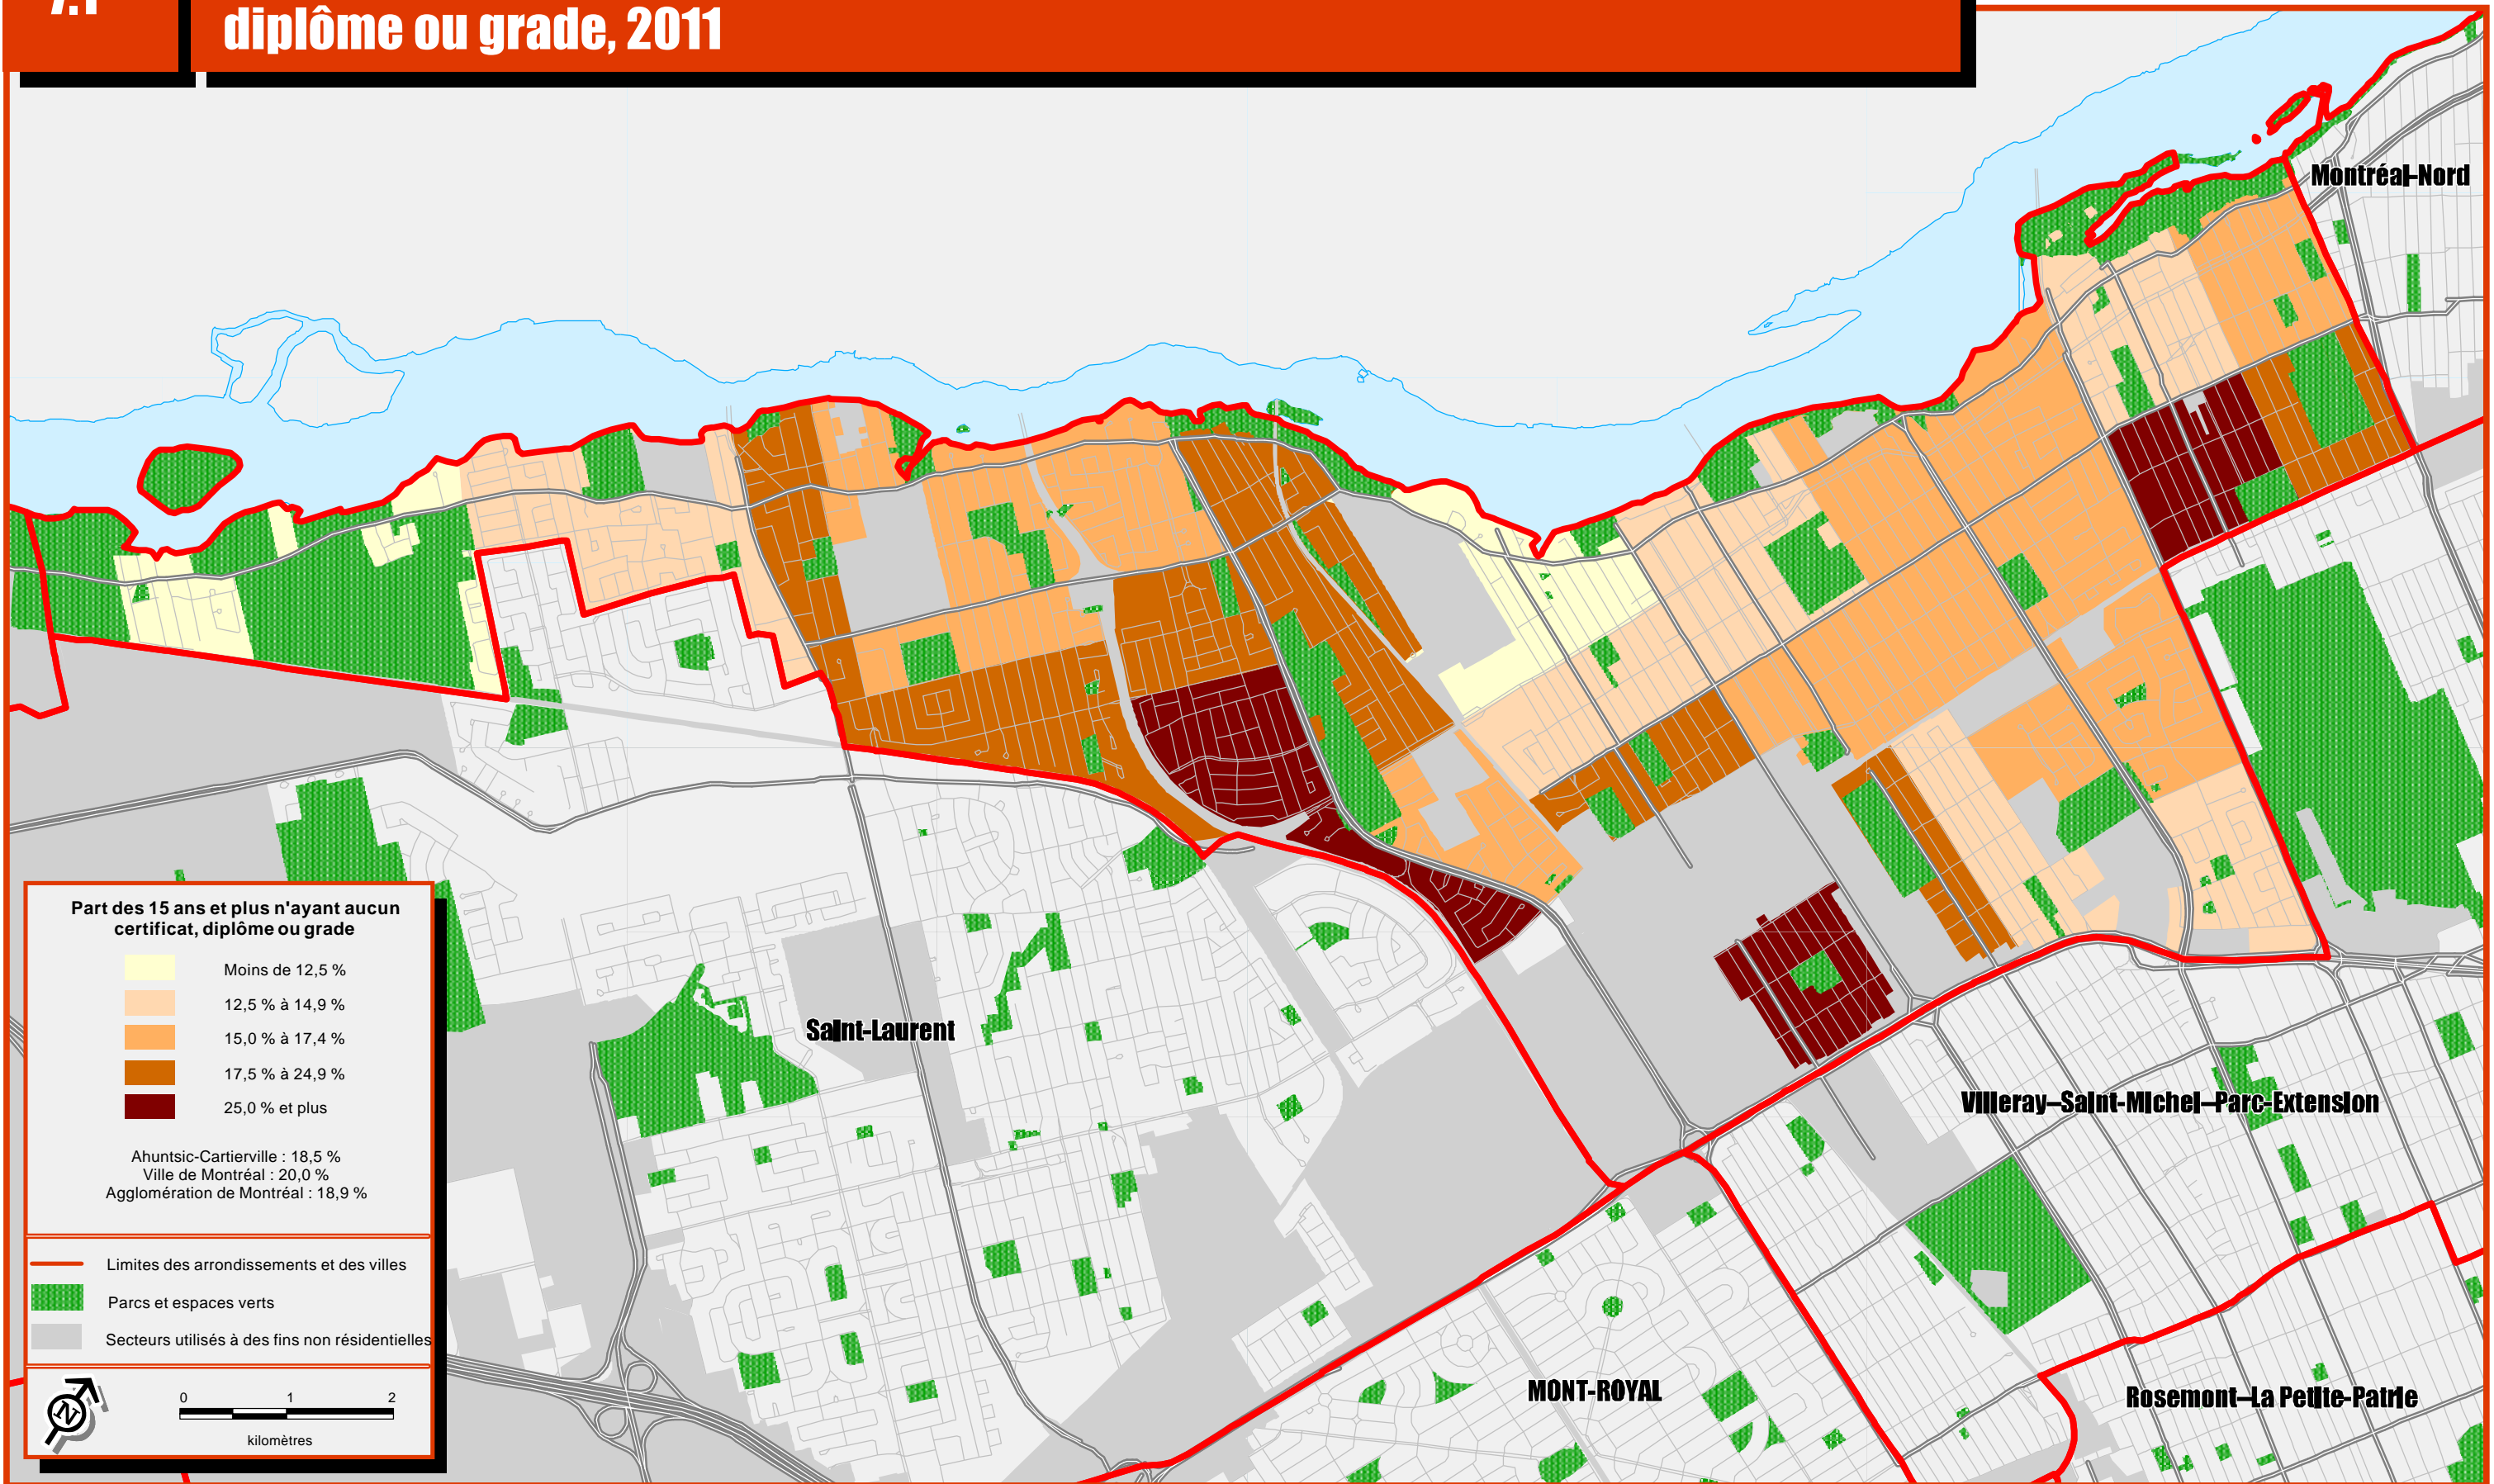 7.1
diplôme ou grade, 2011
Montréal-Nord
Saint-Laurent
Villeray–Saint-Michel–Parc-Extension
MONT-ROYAL
Rosemont–La Petite-Patrie
Part des 15 ans et plus n'ayant aucun
certificat, diplôme ou grade
Moins de 12,5 %
12,5 % à 14,9 %
15,0 % à 17,4 %
17,5 % à 24,9 %
25,0 % et plus
Ahuntsic-Cartierville : 18,5 %
Ville de Montréal : 20,0 %
Agglomération de Montréal : 18,9 %
Limites des arrondissements et des villes
Parcs et espaces verts
Secteurs utilisés à des fins non résidentielles
N
0 1 2
kilomètres